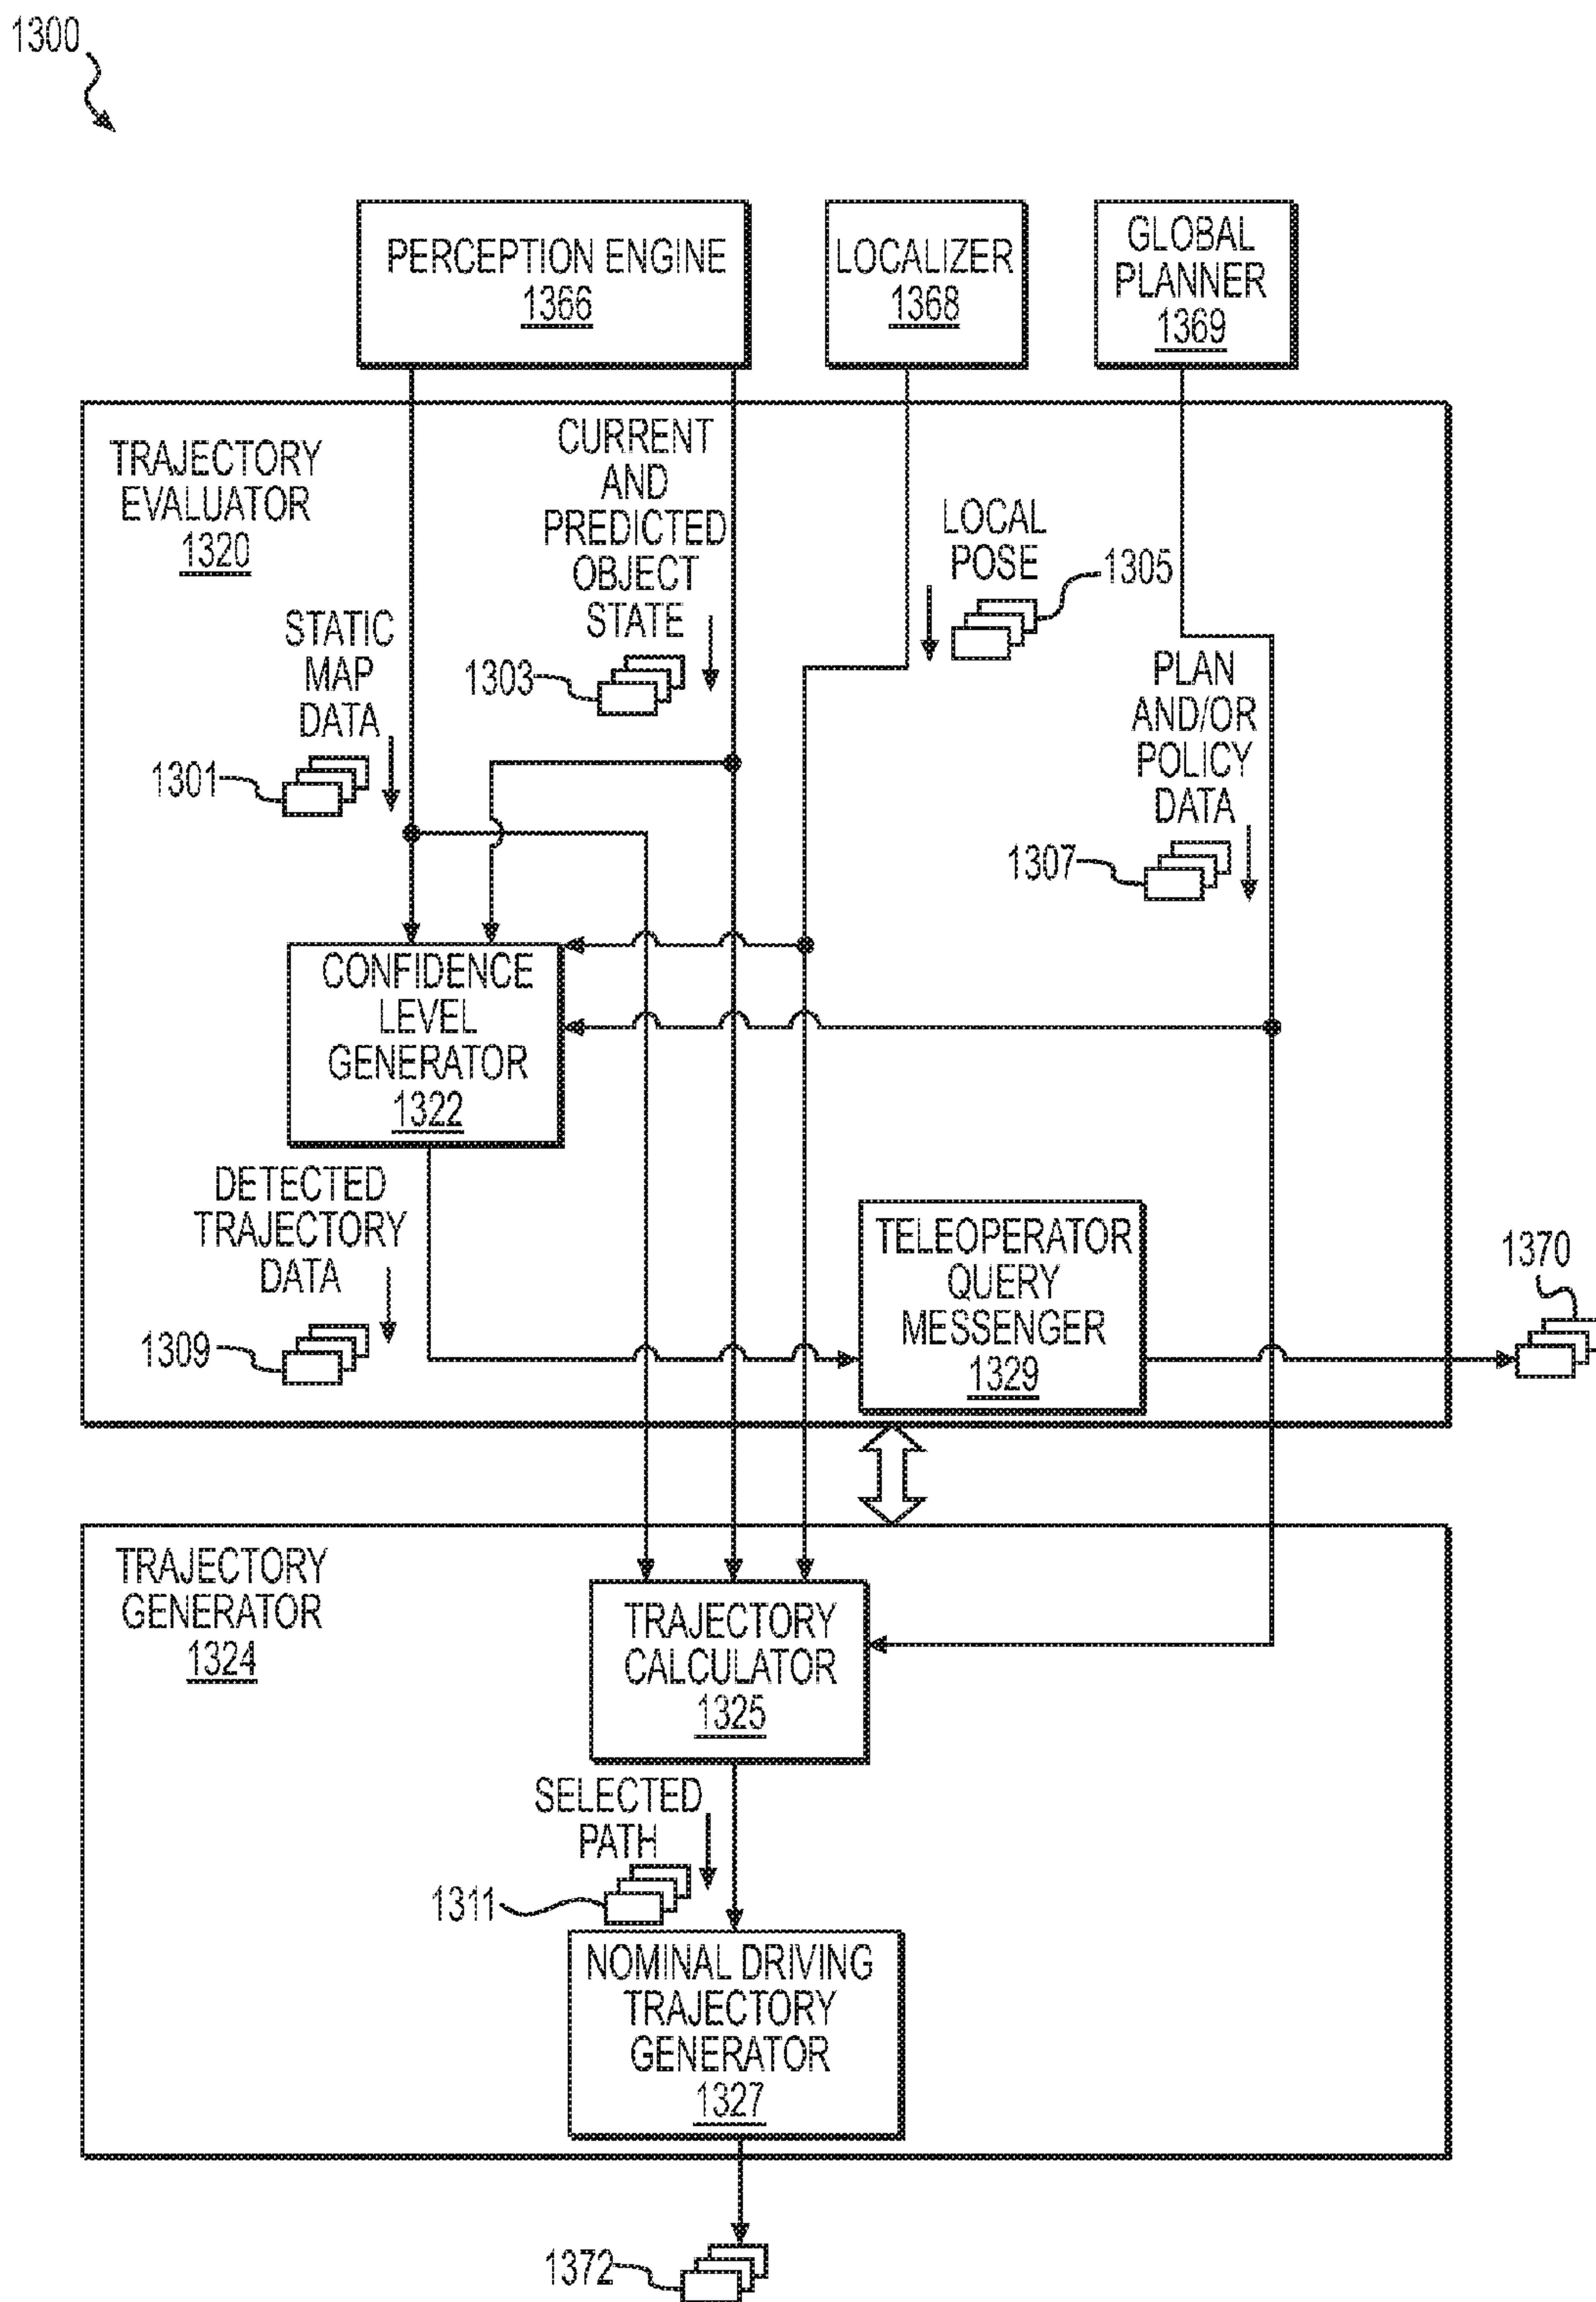 1300
PERCEPTION ENGINE
1366
LOCALIZER
1368
GLOBAL
PLANNER
1369
TRAJECTORY
EVALUATOR
1320
CURRENT
AND
PREDICTED
OBJECT
STATE
1303
LOCAL
POSE
1305
STATIC
MAP
DATA
1301
PLAN
AND/OR
POLICY
DATA
1307
CONFIDENCE
LEVEL
GENERATOR
1322
DETECTED
TRAJECTORY
DATA
1309
TELEOPERATOR
QUERY
MESSENGER
1329
1370
TRAJECTORY
GENERATOR
1324
TRAJECTORY
CALCULATOR
1325
SELECTED
PATH
1311
NOMINAL DRIVING
TRAJECTORY
GENERATOR
1327
1372